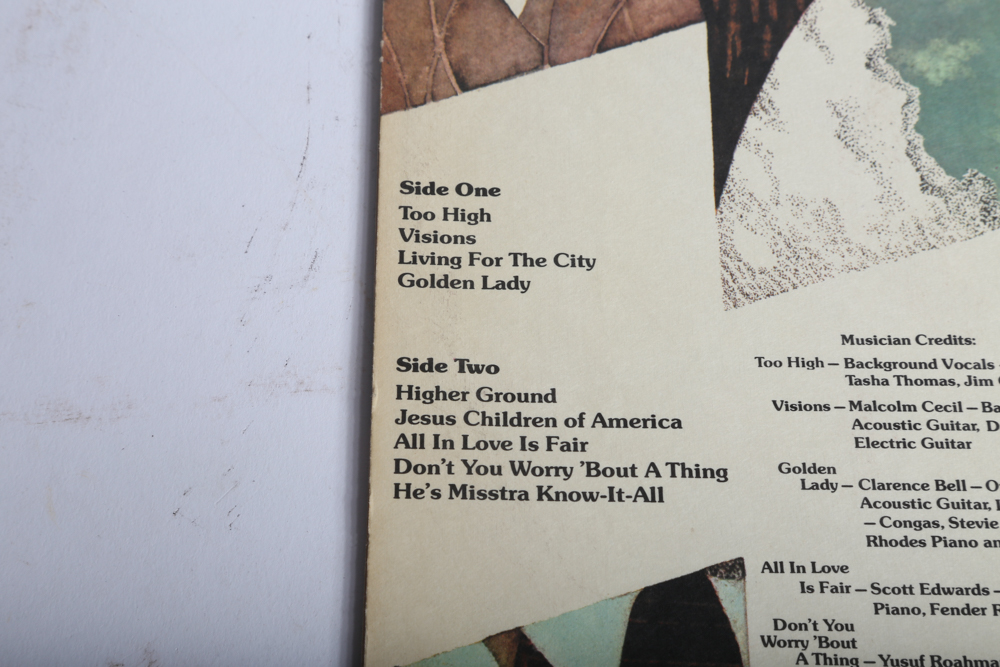 Side One
Too High
Visions
Living For The City
Golden Lady
Side Two
Higher Ground
Jesus Children of America
All In Love Is Fair
Don't You Worry 'Bout A Thing
He's Misstra Know-It-All
Musician Credits:
Too High – Background Vocals –
Tasha Thomas, Jim
Visions – Malcolm Cecil – Ba
Acoustic Guitar, D
Electric Guitar
Golden
Lady – Clarence Bell – O
Acoustic Guitar,
– Congas, Stevie
Rhodes Piano an
All In Love
Is Fair – Scott Edwards –
Piano, Fender R
Don't You
Worry 'Bout
A Thing – Yusuf Roahma